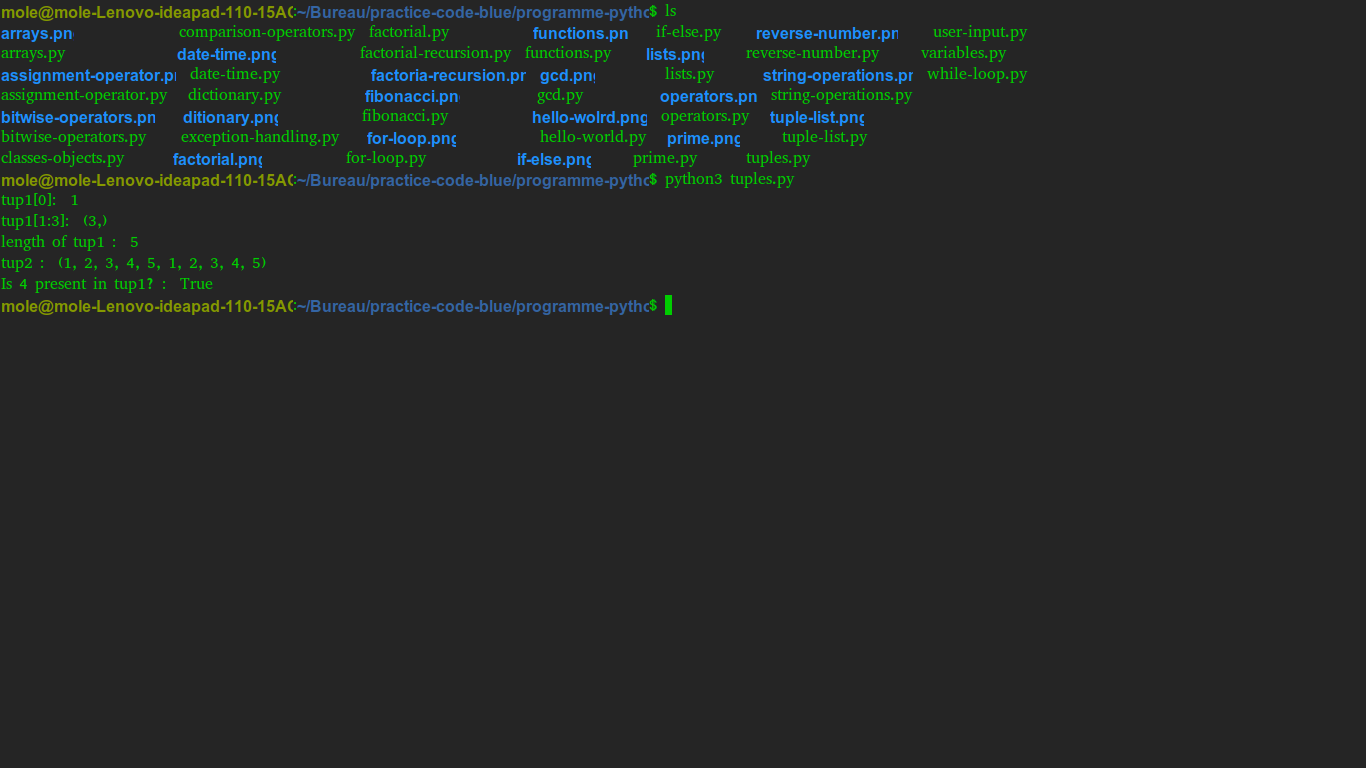 mole@mole-Lenovo-ideapad-110-15AC:~/Bureau/practice-code-blue/programme-pytho$ ls
arrays.pn comparison-operators.py factorial.py functions.pn if-else.py reverse-number.pn user-input.py
arrays.py date-time.png factorial-recursion.py functions.py lists.png reverse-number.py variables.py
assignment-operator.pn date-time.py factoria-recursion.pn gcd.png lists.py string-operations.pn while-loop.py
assignment-operator.py dictionary.py fibonacci.pn gcd.py operators.pn string-operations.py
bitwise-operators.pn ditionary.png fibonacci.py hello-wolrd.png operators.py tuple-list.png
bitwise-operators.py exception-handling.py for-loop.png hello-world.py prime.png tuple-list.py
classes-objects.py factorial.png for-loop.py if-else.png prime.py tuples.py
mole@mole-Lenovo-ideapad-110-15AC:~/Bureau/practice-code-blue/programme-pytho$ python3 tuples.py
tup1[0]: 1
tup1[1:3]: (3,)
length of tup1 : 5
tup2 : (1, 2, 3, 4, 5, 1, 2, 3, 4, 5)
Is 4 present in tup1? : True
mole@mole-Lenovo-ideapad-110-15AC:~/Bureau/practice-code-blue/programme-pytho$